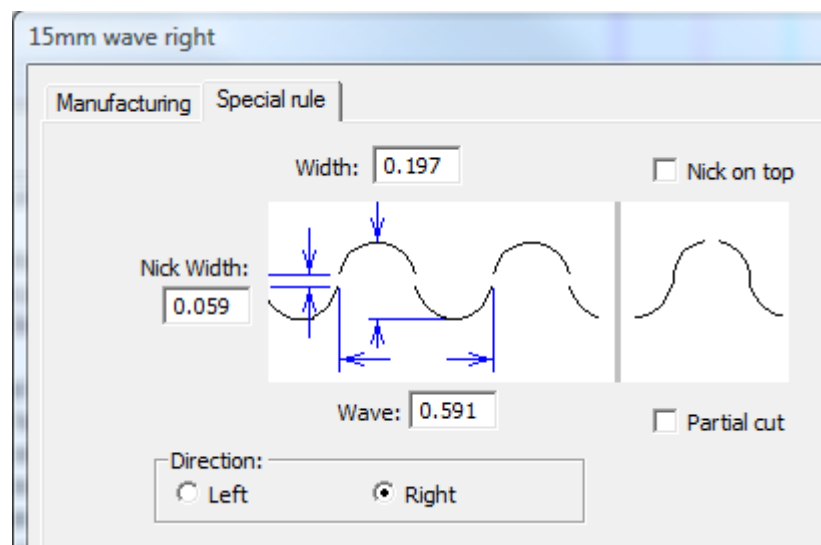 15mm wave right
Manufacturing Special rule
Width: 0.197
Nick on top
Nick Width:
0.059
Wave: 0.591
Partial cut
Direction:
Left Right